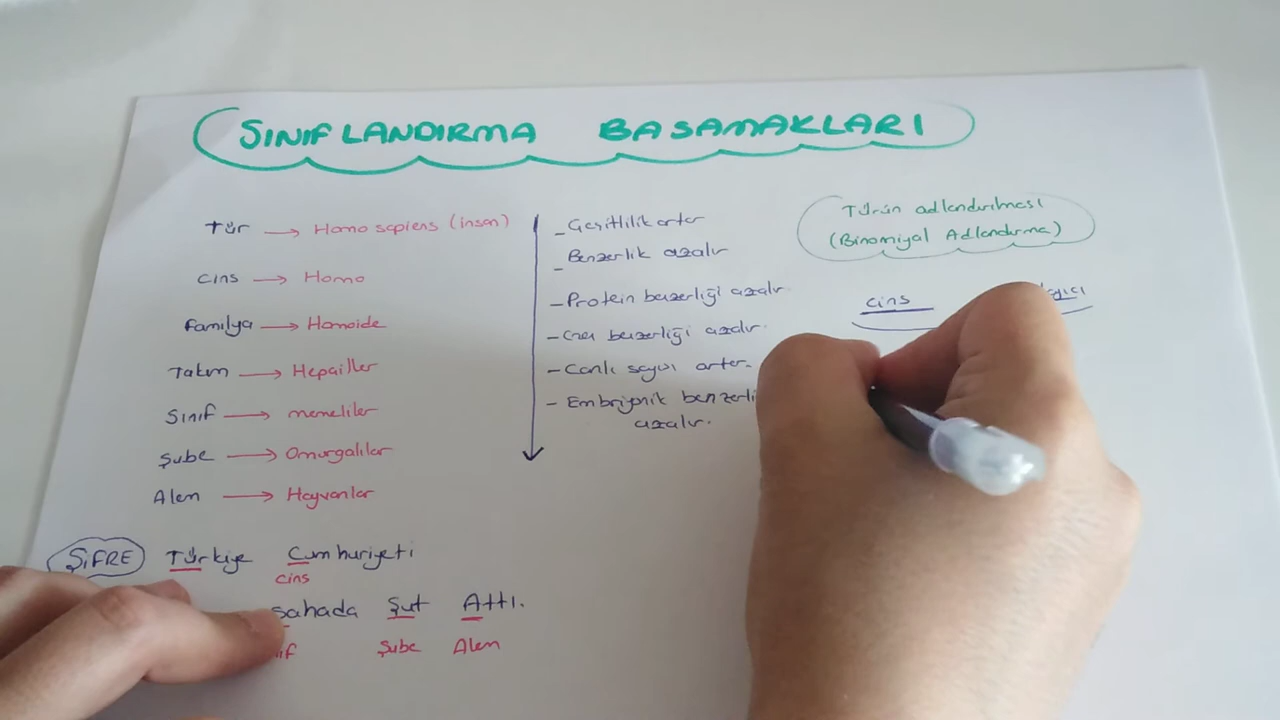 SINIFLANDIRMA BASAMAKLARI
Tür → Homo sapiens (insan)
Cins → Homo
Familya → Homoide
Takım → Hepçiller
Sınıf → memeliler
Şube → Omurgalılar
Alem → Hayvanlar
- Çeşitlilik artar
- Benzerlik azalır
- Protein benzerliği azalır
- Gen benzerliği azalır.
- Canlı sayısı artar.
- Embriyonik benzerli
azalır.
Türün adlandırılması
(Binomiyal Adlandırma)
cins
ŞİFRE Türkiye Cumhuriyeti
cins
Sahada Şut Attı.
Şube Alem